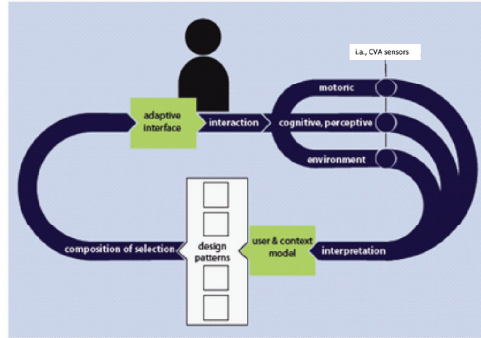 i.a., CVA sensors
motoric
adaptive
interface
interaction
cognitive, perceptive
environment
composition of selection
design
patterns
user & context
model
interpretation